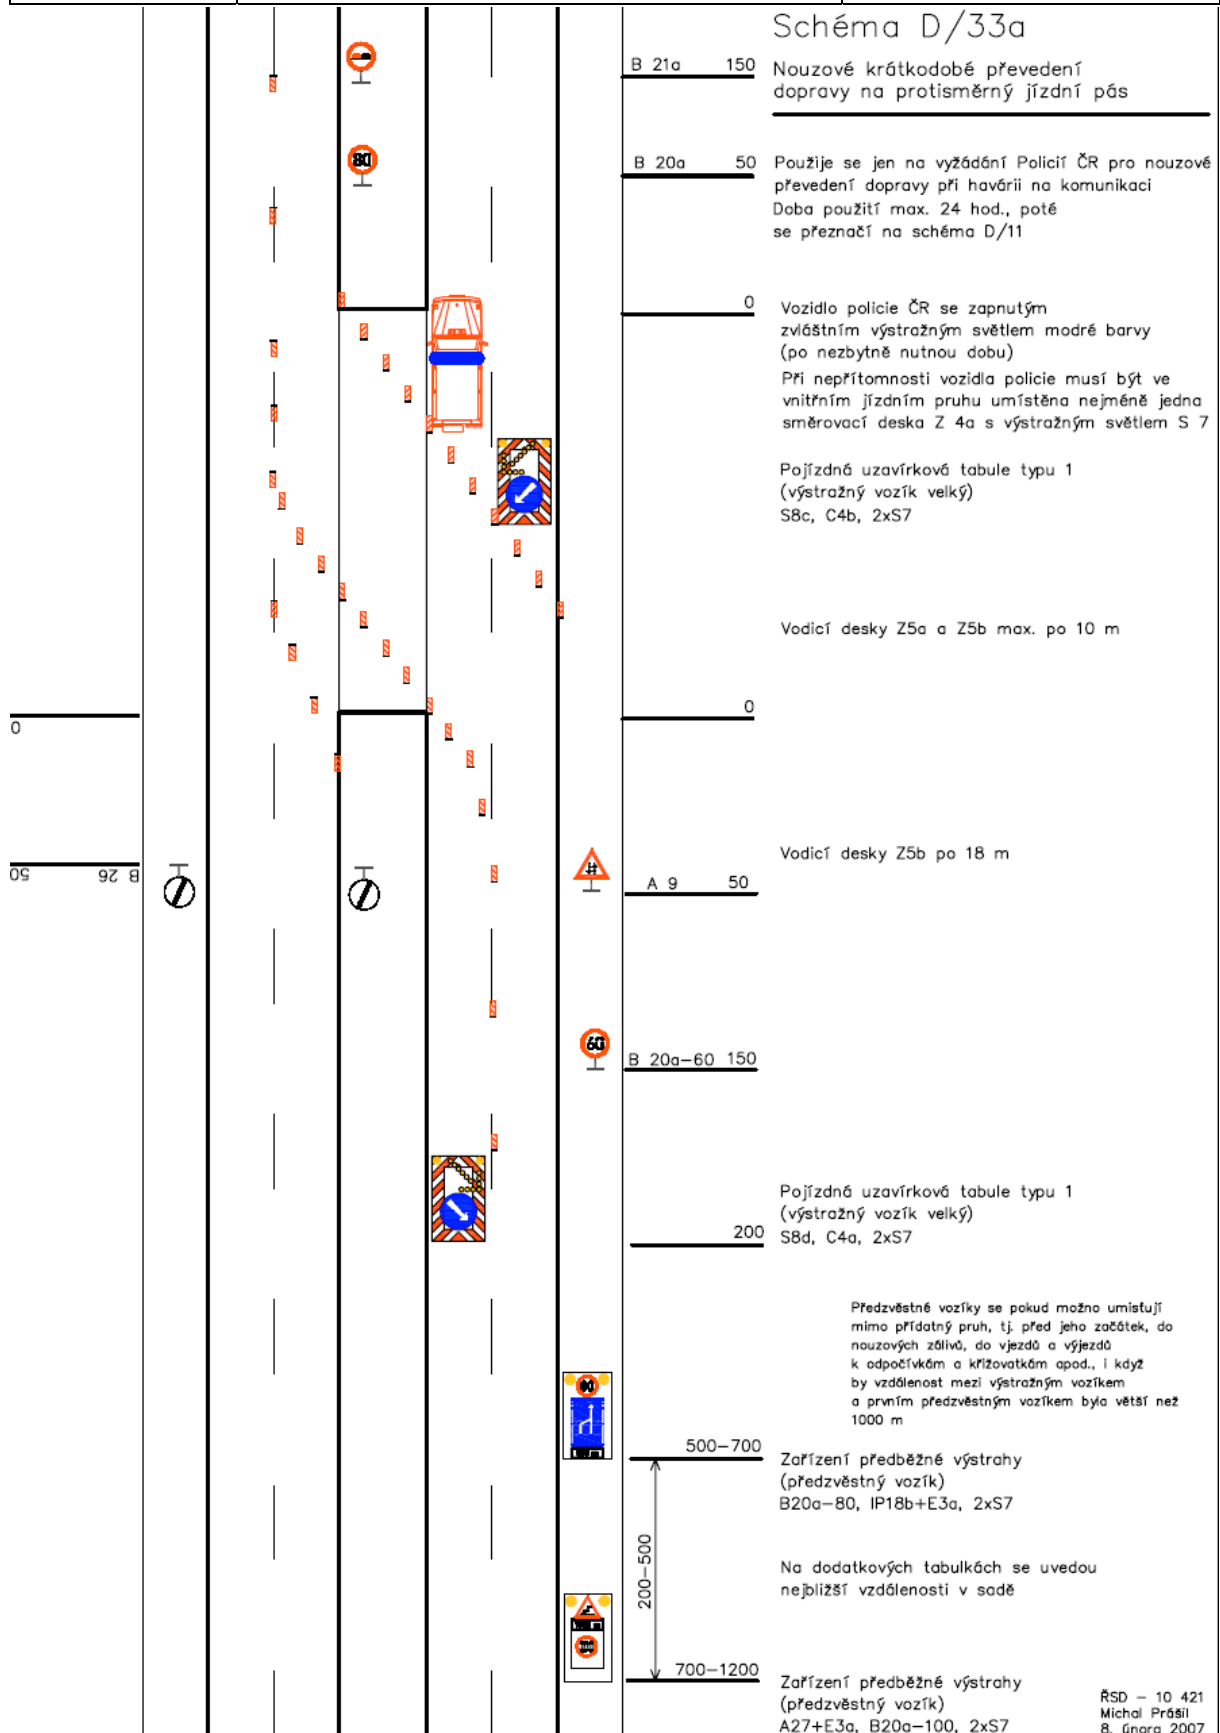 Schéma D/33a
B 21a 150
Nouzové krátkodobé převedení
dopravy na protisměrný jízdní pás
80
B 20a 50
Použije se jen na vyžádání Policií ČR pro nouzové
převedení dopravy při havárii na komunikaci
Doba použití max. 24 hod., poté
se přeznačí na schéma D/11
0
Vozidlo policie ČR se zapnutým
zvláštním výstražným světlem modré barvy
(po nezbytně nutnou dobu)
Při nepřítomnosti vozidla policie musí být ve
vnitřním jízdním pruhu umístěna nejméně jedna
směrovací deska Z 4a s výstražným světlem S 7
Pojízdná uzavírková tabule typu 1
(výstražný vozík velký)
S8c, C4b, 2xS7
Vodicí desky Z5a a Z5b max. po 10 m
0
0
Vodicí desky Z5b po 18 m
B 26 50
A 9 50
60
B 20a-60 150
Pojízdná uzavírková tabule typu 1
(výstražný vozík velký)
200
S8d, C4a, 2xS7
Předzvěstné vozíky se pokud možno umisťují
mimo přídatný pruh, tj. před jeho začátek, do
nouzových zálivů, do vjezdů a výjezdů
k odpočívkám a křižovatkám apod., i když
by vzdálenost mezi výstražným vozíkem
a prvním předzvěstným vozíkem byla větší než
1000 m
80
500-700
Zařízení předběžné výstrahy
(předzvěstný vozík)
B20a-80, IP18b+E3a, 2xS7
200-500
Na dodatkových tabulkách se uvedou
nejbližší vzdálenosti v sadě
700-1200
Zařízení předběžné výstrahy
(předzvěstný vozík)
A27+E3a, B20a-100, 2xS7
ŘSD - 10 421
Michal Prášil
8. února 2007